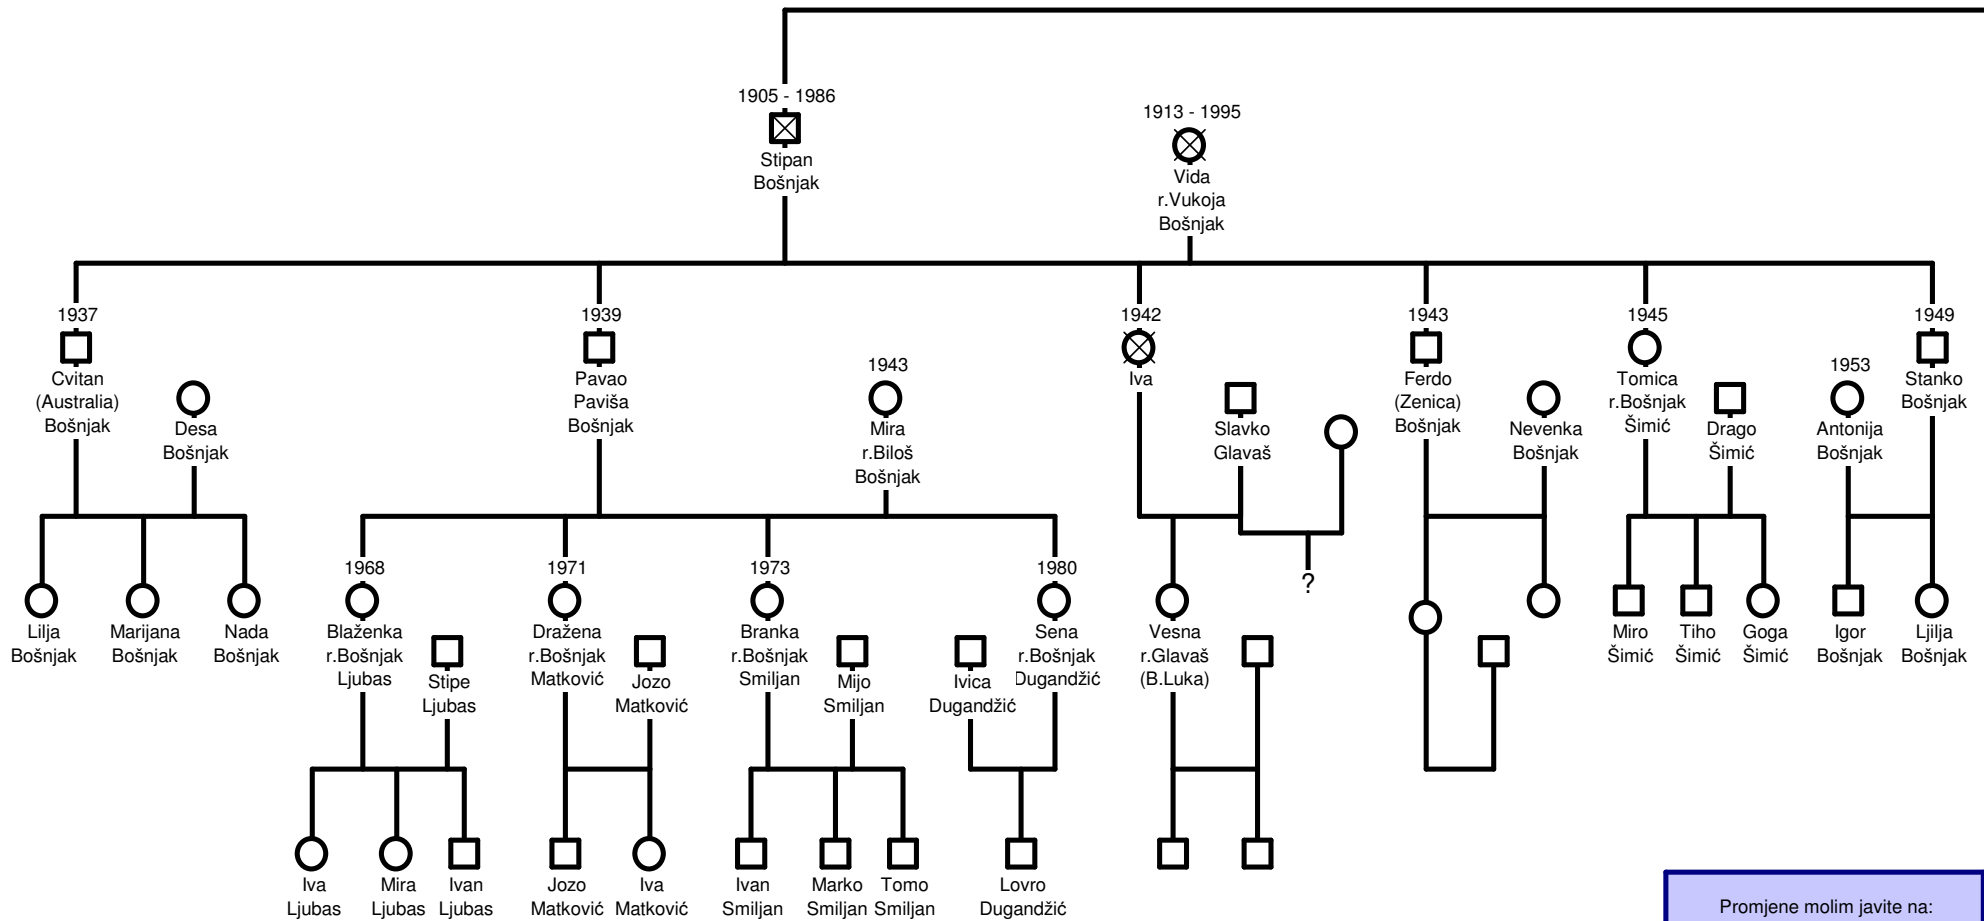 1905 - 1986
Stipan
Bošnjak
1913 - 1995
Vida
r.Vukoja
Bošnjak
1937
Cvitan
(Australia)
Bošnjak
Desa
Bošnjak
1939
Pavao
Paviša
Bošnjak
1943
Mira
r.Biloš
Bošnjak
1942
Iva
Slavko
Glavaš
?
1943
Ferdo
(Zenica)
Bošnjak
Nevenka
Bošnjak
1945
Tomica
r.Bošnjak
Šimić
Drago
Šimić
1953
Antonija
Bošnjak
1949
Stanko
Bošnjak
Lilja
Bošnjak
Marijana
Bošnjak
Nada
Bošnjak
1968
Blaženka
r.Bošnjak
Ljubas
Stipe
Ljubas
1971
Dražena
r.Bošnjak
Matković
Jozo
Matković
1973
Branka
r.Bošnjak
Smiljan
Mijo
Smiljan
Ivica
Dugandžić
1980
Sena
r.Bošnjak
Dugandžić
Vesna
r.Glavaš
(B.Luka)
Miro
Šimić
Tiho
Šimić
Goga
Šimić
Igor
Bošnjak
Ljilja
Bošnjak
Iva
Ljubas
Mira
Ljubas
Ivan
Ljubas
Jozo
Matković
Iva
Matković
Ivan
Smiljan
Marko
Smiljan
Tomo
Smiljan
Lovro
Dugandžić
Promjene molim javite na: